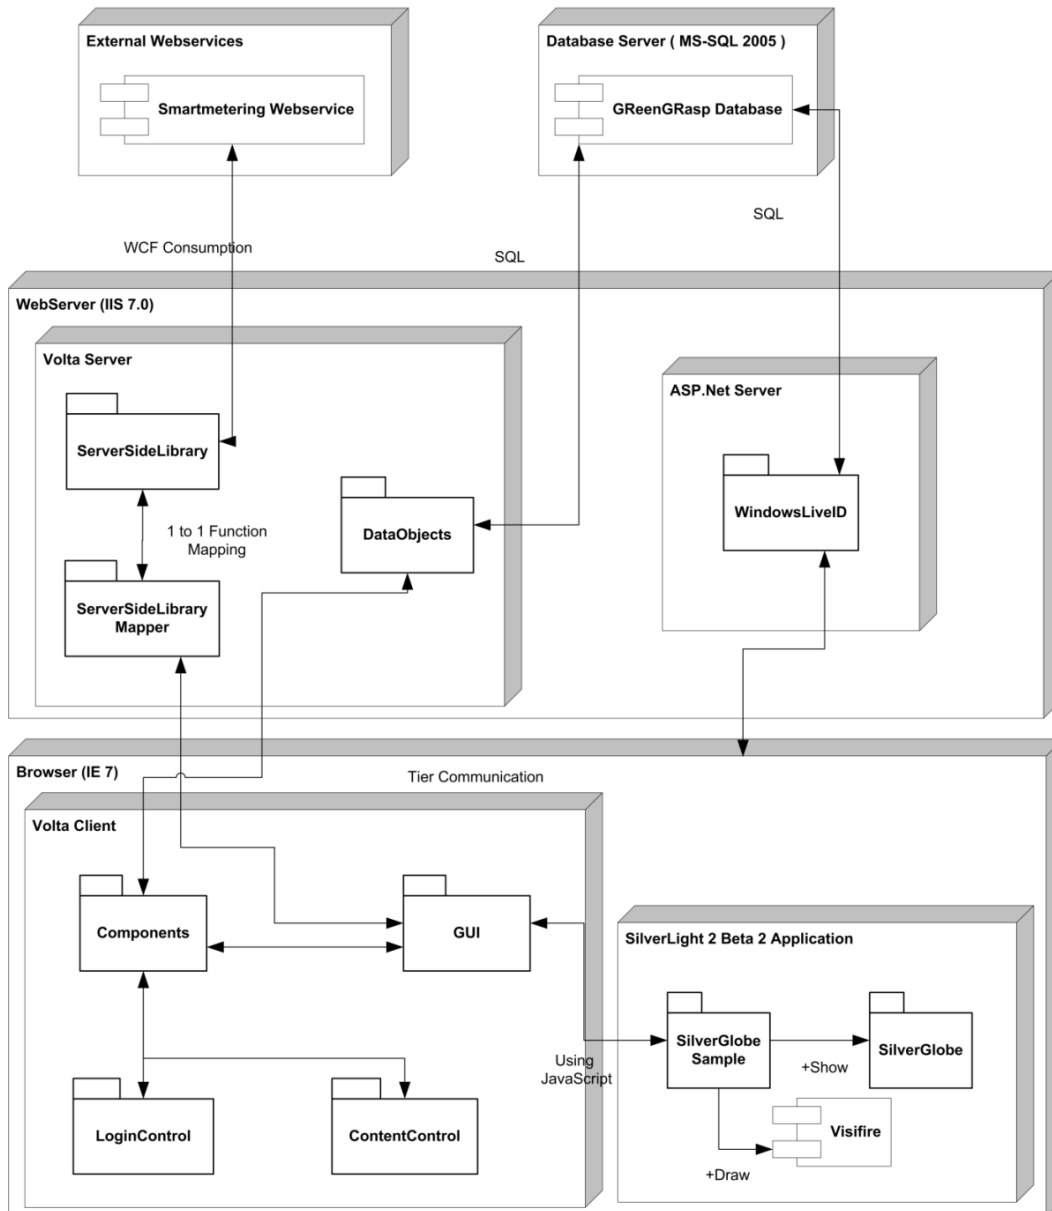 External Webservices
Smartmetering Webservice
Database Server ( MS-SQL 2005 )
GReenGRasp Database
WCF Consumption
SQL
SQL
WebServer (IIS 7.0)
Volta Server
ServerSideLibrary
1 to 1 Function
Mapping
ServerSideLibrary
Mapper
DataObjects
ASP.Net Server
WindowsLiveID
Browser (IE 7)
Tier Communication
Volta Client
Components
GUI
LoginControl
ContentControl
Using
JavaScript
SilverLight 2 Beta 2 Application
SilverGlobe
Sample
+Show
SilverGlobe
Visifire
+Draw